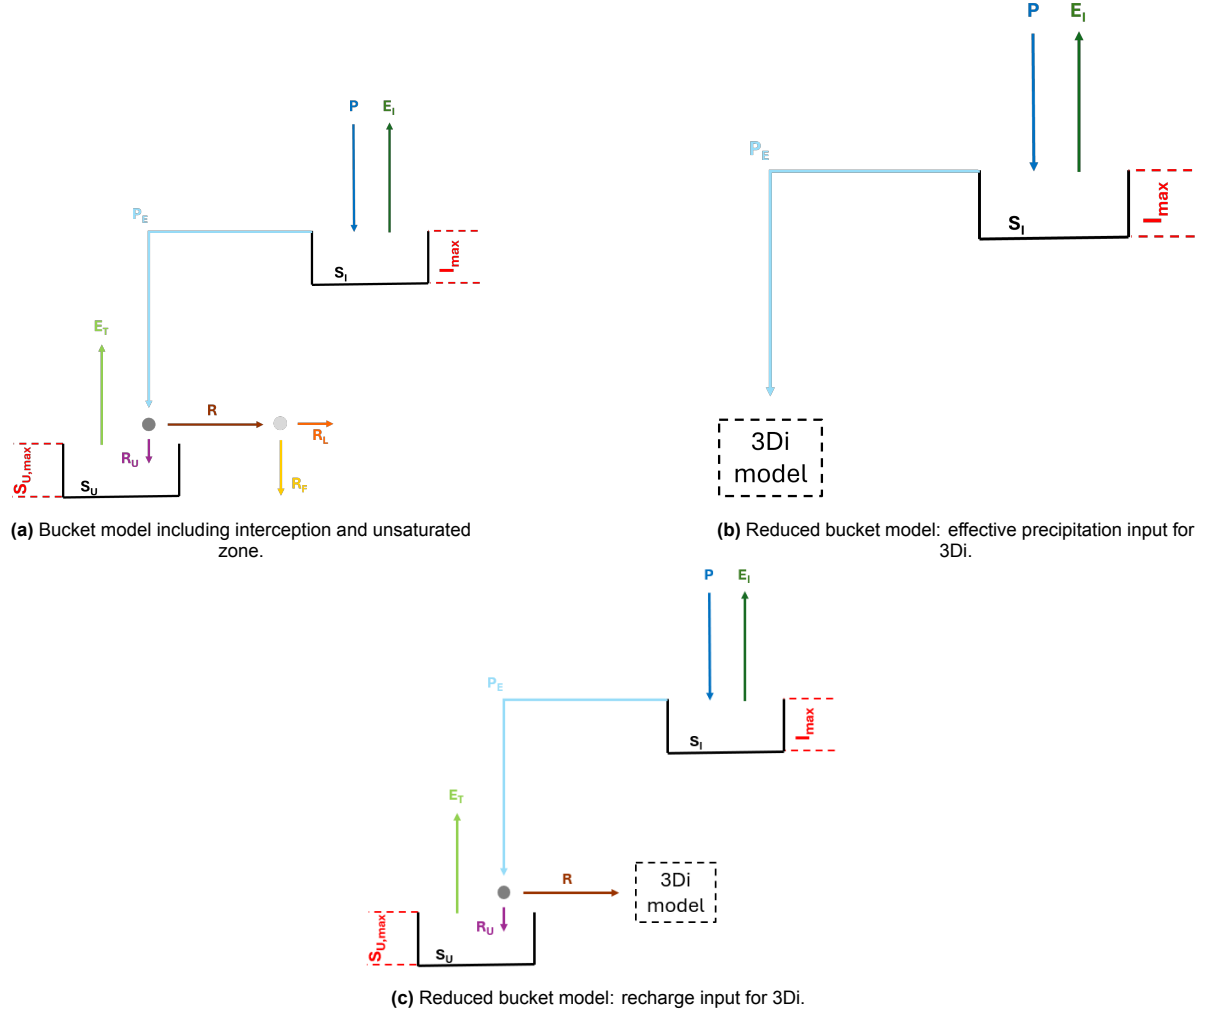 P E_I
P_E
S_I
I_max
E_T
R
R_L
R_U
R_F
S_U,max
S_U
(a) Bucket model including interception and unsaturated
zone.
P E_I
P_E
S_I
I_max
3Di
model
(b) Reduced bucket model: effective precipitation input for
3Di.
P E_I
P_E
S_I
I_max
E_T
R
3Di
model
R_U
S_U,max
S_U
(c) Reduced bucket model: recharge input for 3Di.